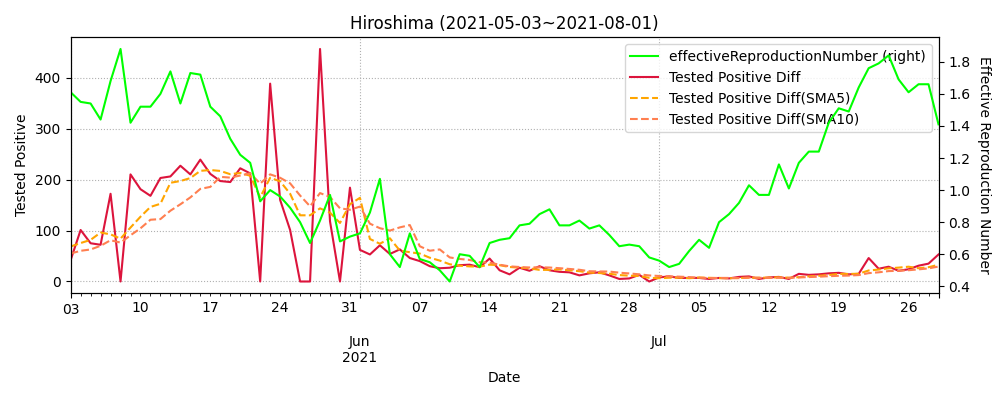 Hiroshima (2021-05-03~2021-08-01)
effectiveReproductionNumber (right)
Tested Positive Diff
Tested Positive Diff(SMA5)
Tested Positive Diff(SMA10)
Tested Positive
400
300
200
100
0
1.8
1.6
1.4
1.2
1.0
0.8
0.6
0.4
Effective Reproduction Number
03 10 17 24 31 07 14 21 28 05 12 19 26
Jun Jul
2021
Date